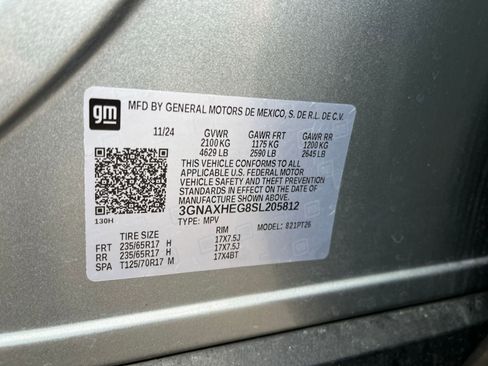 gm
MFD BY GENERAL MOTORS DE MEXICO, S. DE R.L. DE C.V.
11/24 GVWR GAWR FRT GAWR RR
2100 KG 1175 KG 1200 KG
4629 LB 2590 LB 2645 LB
THIS VEHICLE CONFORMS TO ALL
APPLICABLE U.S. FEDERAL MOTOR
VEHICLE SAFETY AND BUMPER
STANDARDS IN EFFECT ON THE DATE OF
MANUFACTURE SHOWN ABOVE.
3GNAXHEG8SL205812
130H TYPE: MPV MODEL: 821PT26
TIRE SIZE RIM
FRT 235/65R17 H 17X7.5J
RR 235/65R17 H 17X7.5J
SPA T125/70R17 M 17X4BT